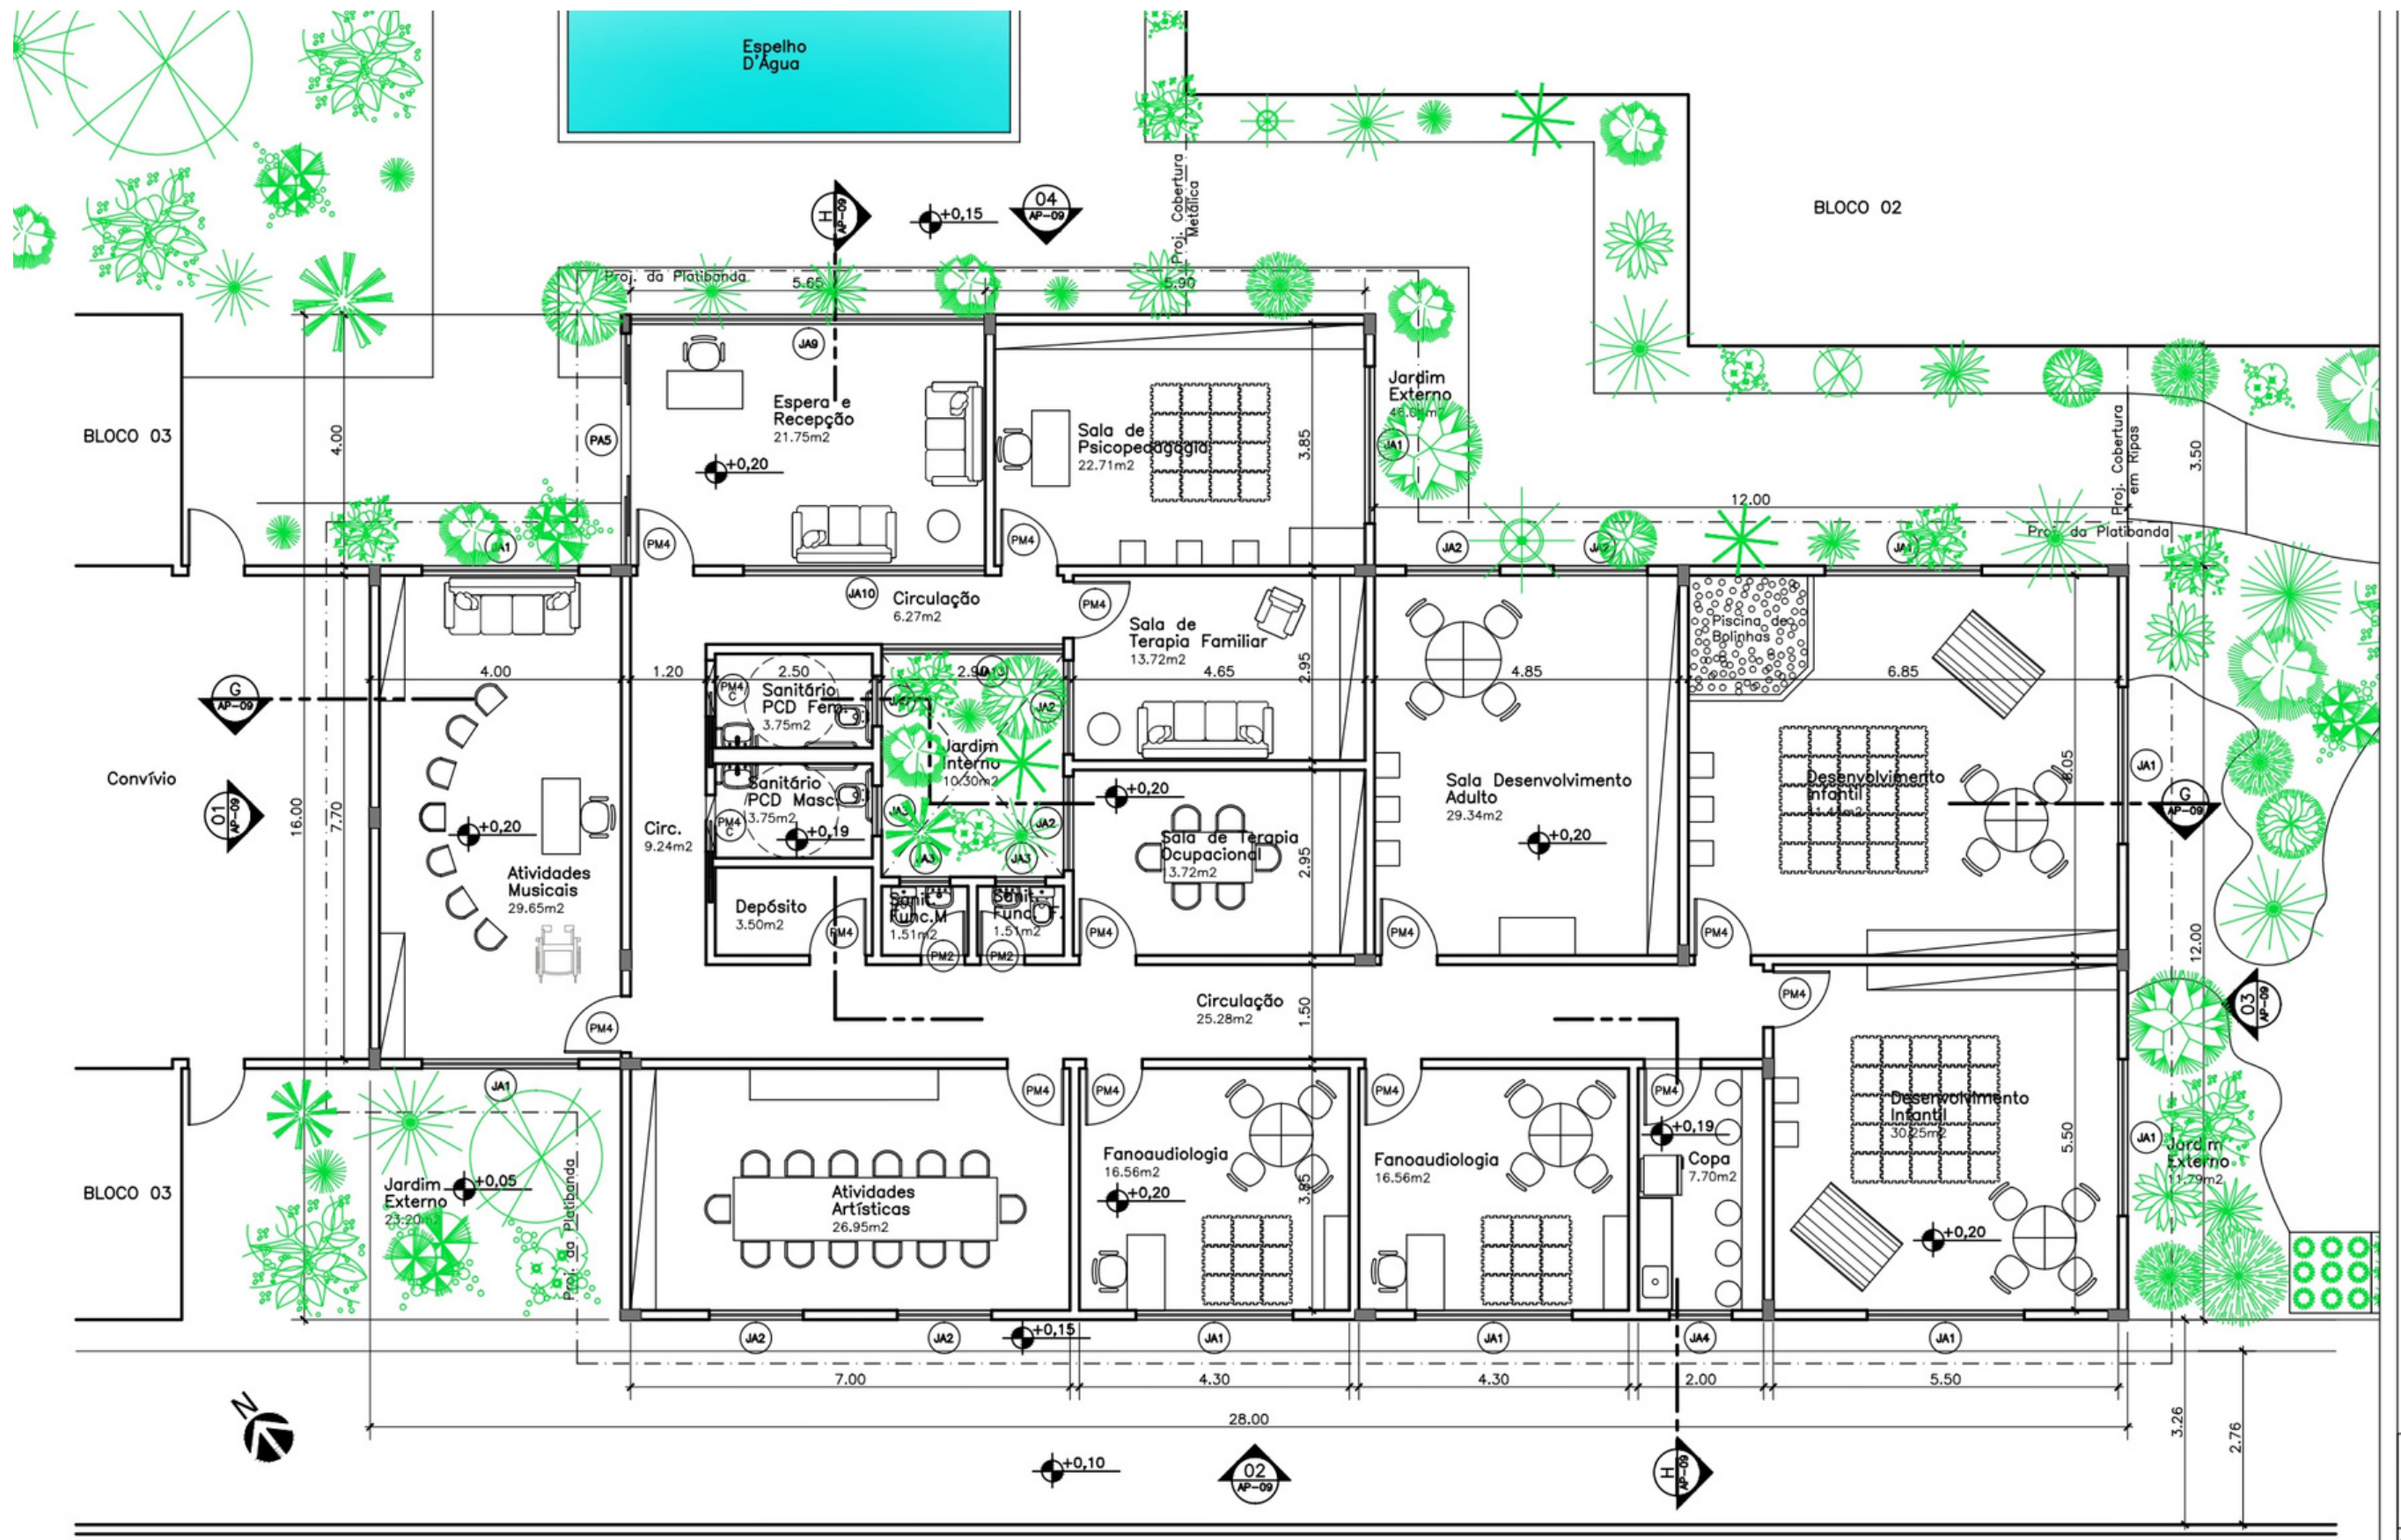 Espelho
D'Água
Proj. Cobertura
Metálica
BLOCO 02
H
AP-09
+0,15
04
AP-09
Proj. da Platibanda
5.65
5.90
JA9
Espera e
Recepção
21.75m2
+0,20
PA5
BLOCO 03
4.00
Sala de
Psicopedagogia
22.71m2
3.85
Jardim
Externo
JA1
12.00
Proj. Cobertura
em Ripas
3.50
Proj. da Platibanda
JA1
PM4
PM4
JA2
JA2
JA1
JA10
Circulação
6.27m2
PM4
Sala de
Terapia Familiar
13.72m2
Piscina de
Bolinhas
4.00
1.20
2.50
4.65
2.95
4.85
6.85
G
AP-09
PM4
C
Sanitário
PCD Fem.
3.75m2
JA2
Jardim
Interno
10.30m2
Convívio
01
AP-09
16.00
7.70
+0,20
Atividades
Musicais
29.65m2
Circ.
9.24m2
PM4
C
Sanitário
PCD Masc.
3.75m2
+0,19
JA3
JA2
JA3
JA3
+0,20
Sala de Terapia
Ocupacional
3.72m2
2.95
Sala Desenvolvimento
Adulto
29.34m2
+0,20
Desenvolvimento
Infantil
JA1
G
AP-09
Depósito
3.50m2
PM4
Sanit.
Func.M
1.51m2
Sanit.
Func. F.
1.51m2
PM2
PM2
PM4
PM4
PM4
12.00
PM4
Circulação
25.28m2
1.50
PM4
03
AP-09
JA1
PM4
PM4
PM4
PM4
BLOCO 03
Jardim
Externo
23.20m2
+0,05
Proj. da Platibanda
Atividades
Artísticas
26.95m2
Fanoaudiologia
16.56m2
+0,20
3.85
Fanoaudiologia
16.56m2
+0,19
Copa
7.70m2
Desenvolvimento
Infantil
30.25m2
5.50
+0,20
JA1
Jardim
Externo
11.79m2
JA2
JA2
+0,15
JA1
JA1
JA4
JA1
7.00
4.30
4.30
2.00
5.50
28.00
3.26
2.76
N
+0,10
02
AP-09
H
AP-09